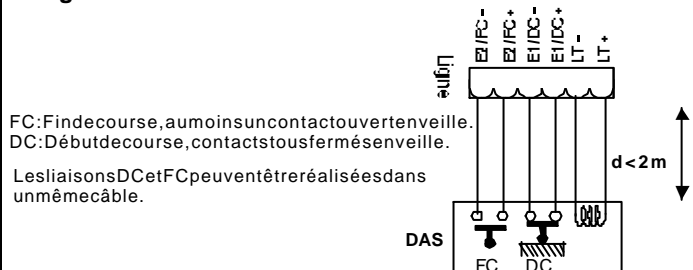 E2/FC-
E2/FC+
E1/DC-
E1/DC+
LT-
LT+
Ligne
FC:Findecourse,aumoinsuncontactouvertenveille.
DC:Débutdecourse,contactstousfermésenveille.
LesliaisonsDCetFCpeuventêtreréaliséesdans
unmêmecâble.
d<2m
DAS
FC DC